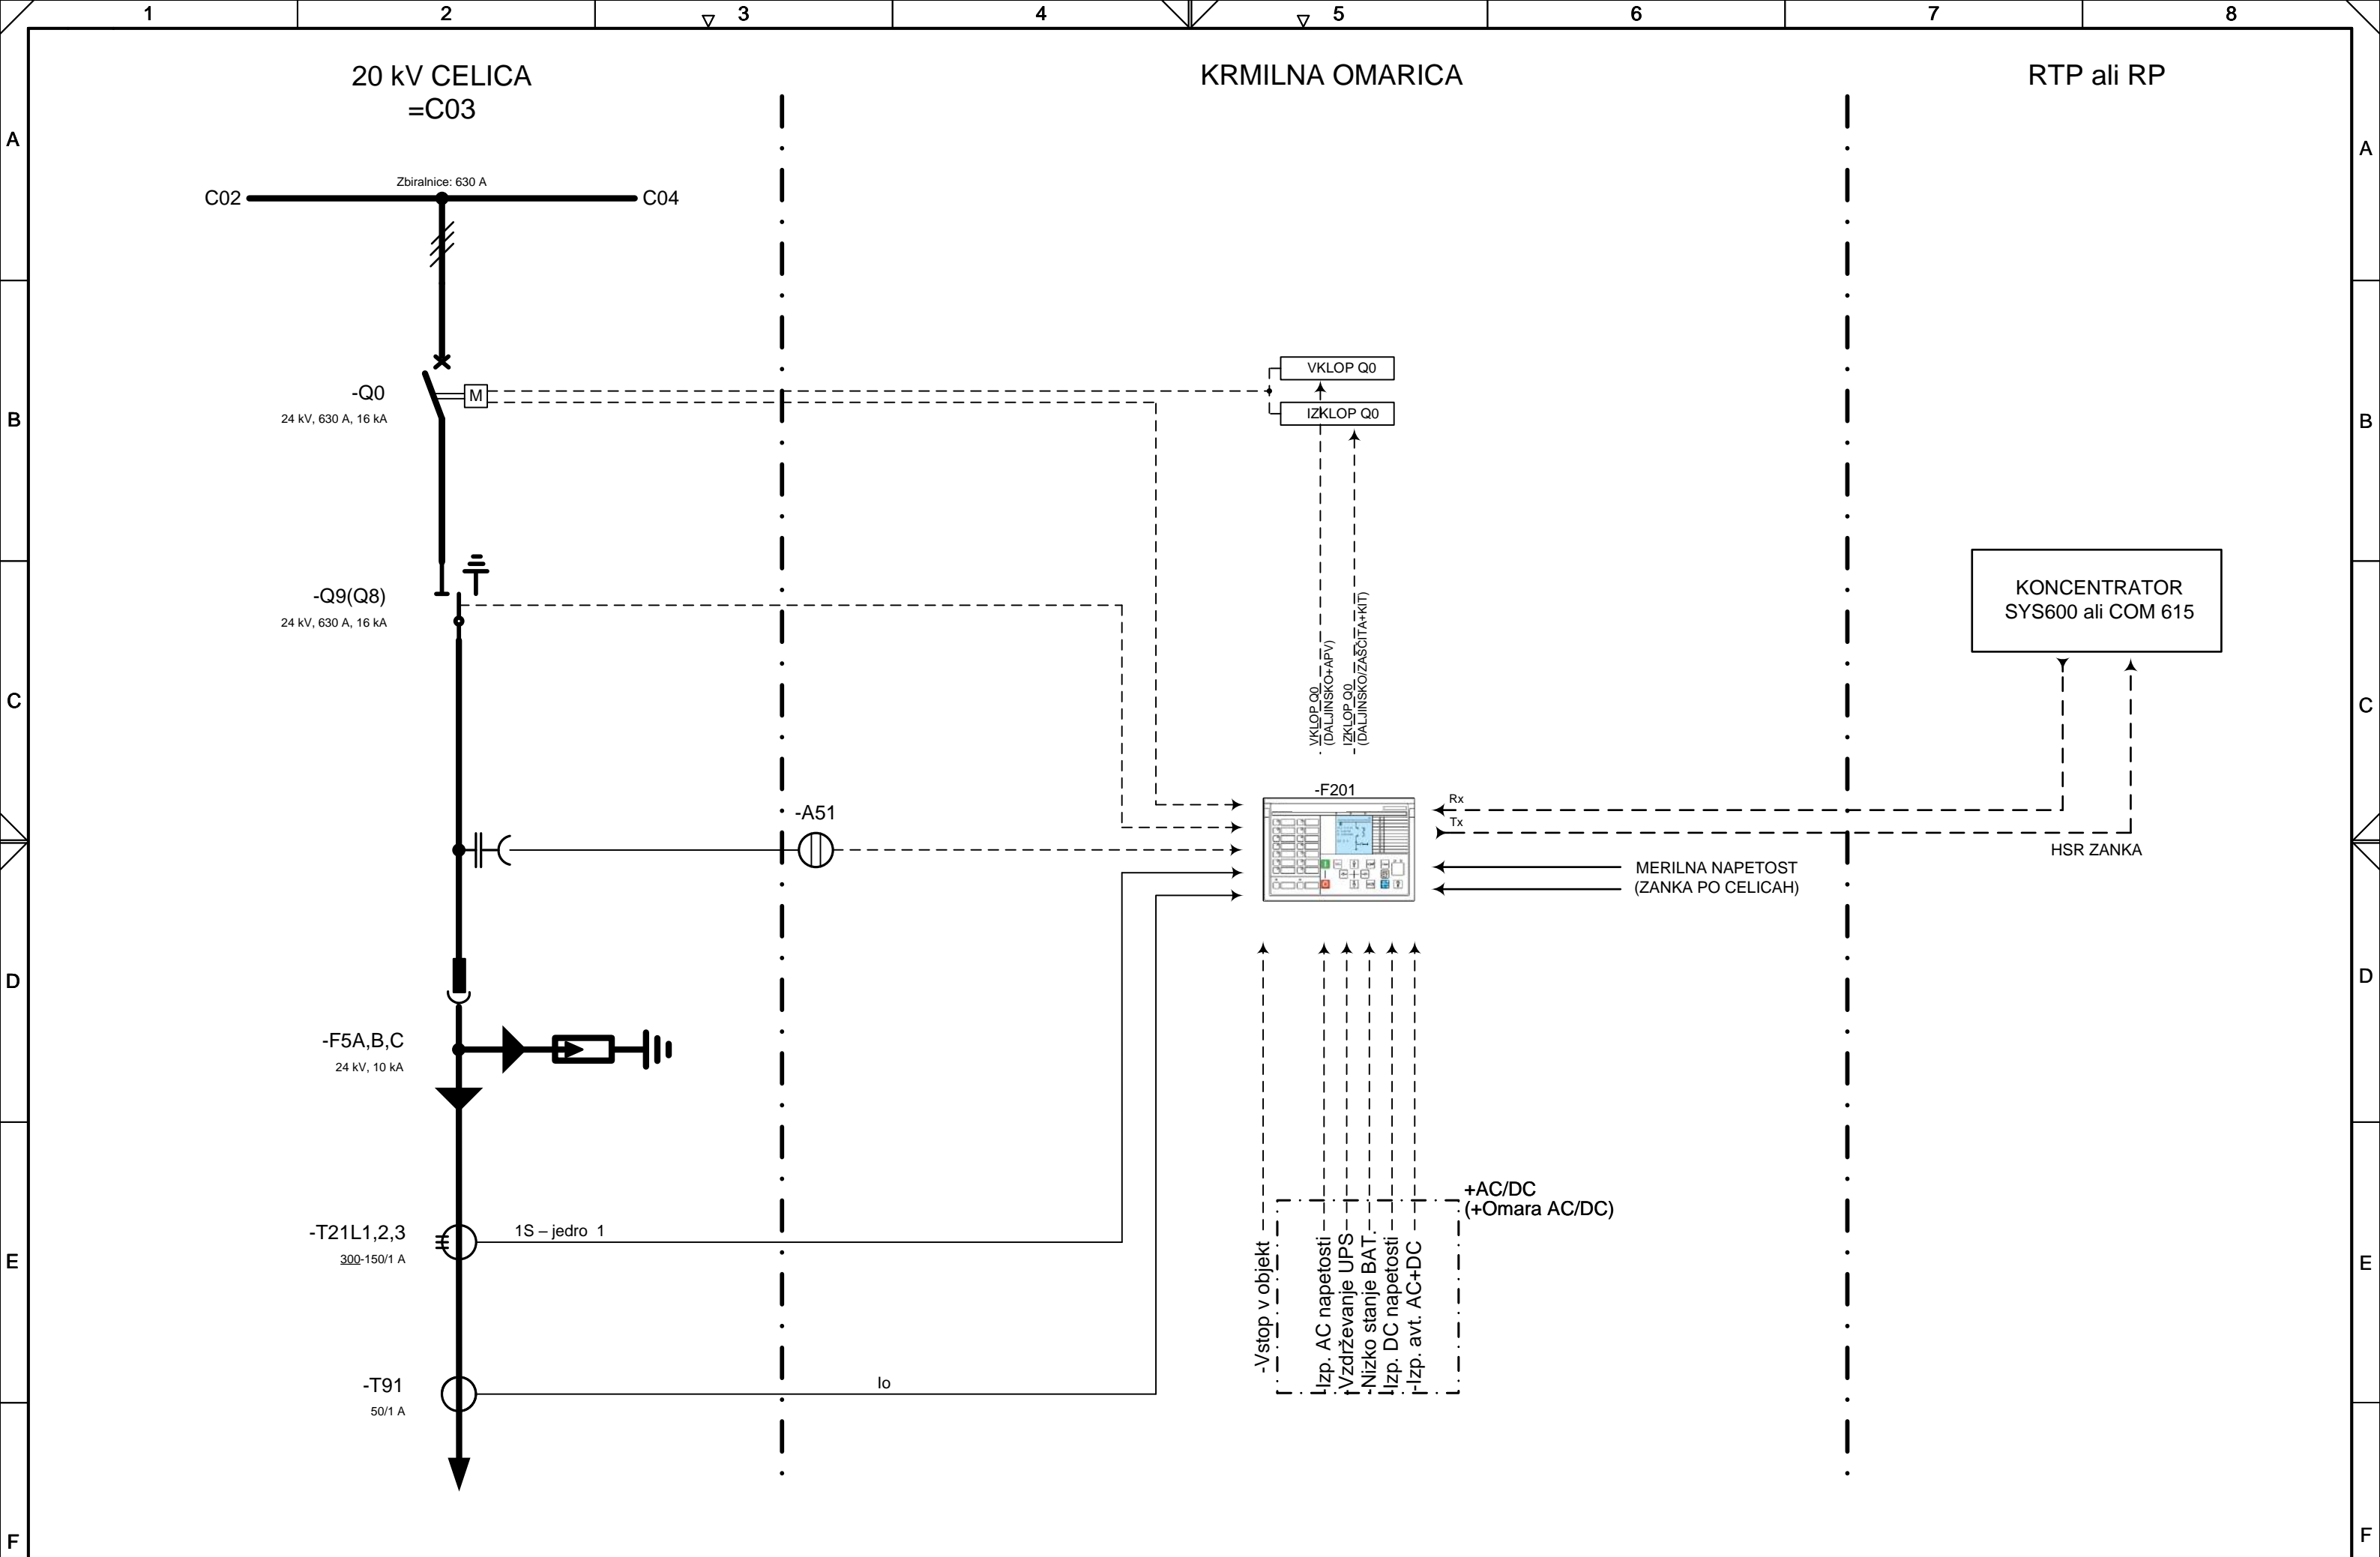 1 2 3 4 5 6 7 8
20 kV CELICA
=C03
KRMILNA OMARICA
RTP ali RP
A A
Zbiralnice: 630 A
C02 C04
VKLOP Q0
-Q0
M
IZKLOP Q0
24 kV, 630 A, 16 kA
B B
-Q9(Q8)
24 kV, 630 A, 16 kA
KONCENTRATOR
SYS600 ali COM 615
VKLOP Q0
(DALJINSKO+APV)
IZKLOP Q0
(DALJINSKO/ZAŠČITA+KIT)
C C
-F201
Rx
Tx
-A51
HSR ZANKA
MERILNA NAPETOST
(ZANKA PO CELICAH)
D D
-F5A,B,C
24 kV, 10 kA
+AC/DC
(+Omara AC/DC)
-T21L1,2,3
300-150/1 A
1S – jedro 1
E E
-Vstop v objekt
-Izp. AC napetosti
-Vzdrževanje UPS
-Nizko stanje BAT.
-Izp. DC napetosti
-Izp. avt. AC+DC
-T91
50/1 A
Io
F F